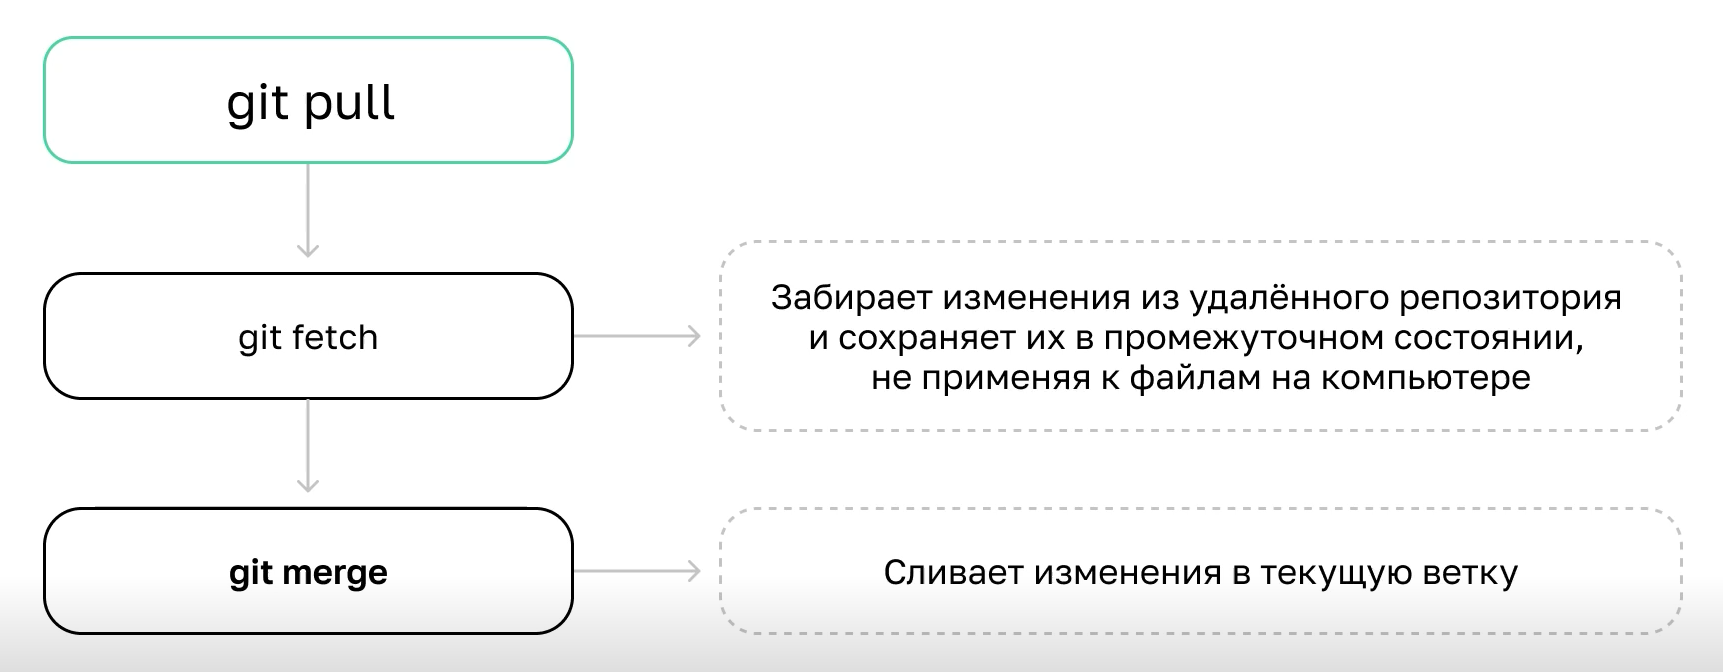 git pull
git fetch
Забирает изменения из удалённого репозитория
и сохраняет их в промежуточном состоянии,
не применяя к файлам на компьютере
git merge
Сливает изменения в текущую ветку